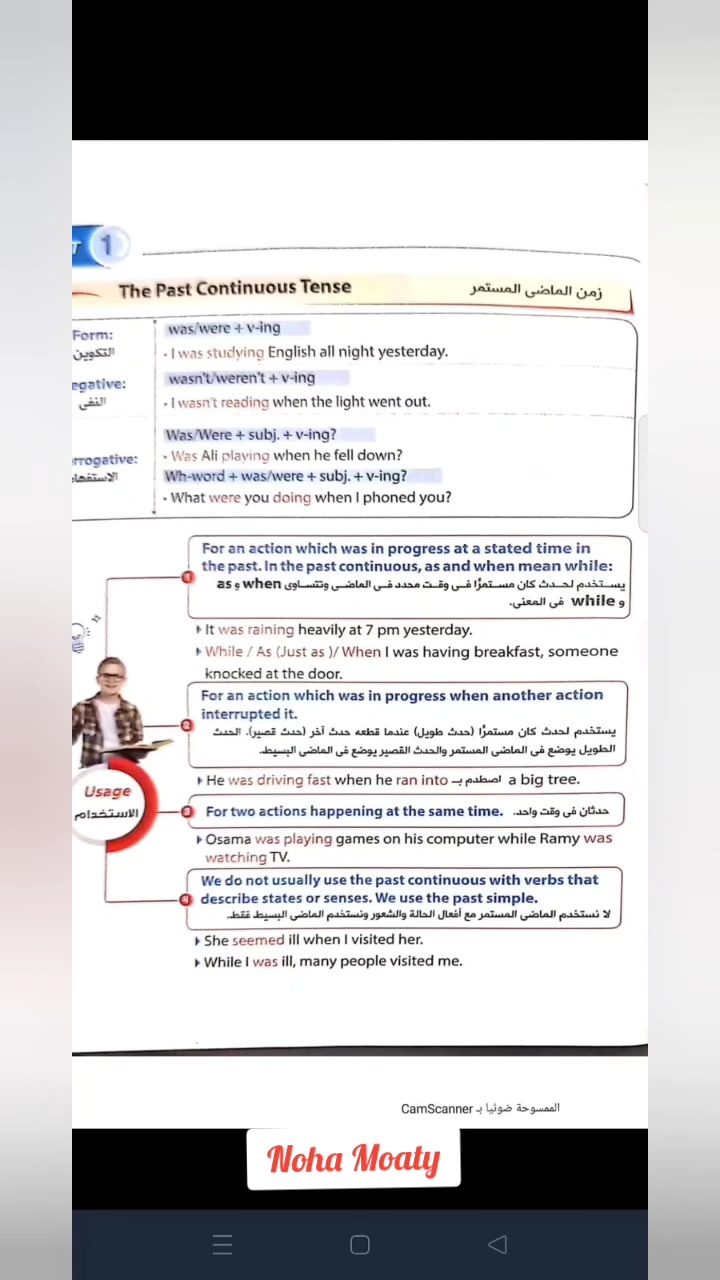 T 1
The Past Continuous Tense زمن الماضى المستمر
Form:
التكوين
was/were + v-ing
• I was studying English all night yesterday.
egative:
النفى
wasn't/weren't + v-ing
• I wasn't reading when the light went out.
rrogative:
الاستفها
Was/Were + subj. + v-ing?
• Was Ali playing when he fell down?
Wh-word + was/were + subj. + v-ing?
• What were you doing when I phoned you?
1
For an action which was in progress at a stated time in
the past. In the past continuous, as and when mean while:
يستخدم لحدث كان مستمرًا فى وقت محدد فى الماضى وتتساوى when و as
و while فى المعنى.
It was raining heavily at 7 pm yesterday.
While / As (Just as )/ When I was having breakfast, someone
knocked at the door.
2
For an action which was in progress when another action
interrupted it.
يستخدم لحدث كان مستمرًا (حدث طويل) عندما قطعه حدث آخر (حدث قصير). الحدث
الطويل يوضع فى الماضى المستمر والحدث القصير يوضع فى الماضى البسيط.
He was driving fast when he ran into اصطدم بـ a big tree.
Usage
الاستخدام
3
For two actions happening at the same time. حدثان فى وقت واحد.
Osama was playing games on his computer while Ramy was
watching TV.
4
We do not usually use the past continuous with verbs that
describe states or senses. We use the past simple.
لا نستخدم الماضى المستمر مع أفعال الحالة والشعور ونستخدم الماضى البسيط فقط.
She seemed ill when I visited her.
While I was ill, many people visited me.
الممسوحة ضوئيا بـ CamScanner
Noha Moaty